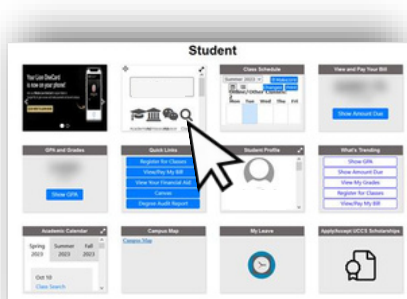 Student
Your Lion OneCard
is now on your phone!
Class Schedule
View and Pay Your Bill
Summer 2023
Mon Tue Wed Thu Fri
Show Amount Due
GPA and Grades
Quick Links
Student Profile
What's Trending
Show GPA
Register for Classes
View/Pay My Bill
View Your Financial Aid
Canvas
Degree Audit Report
Show GPA
Show Amount Due
View My Grades
Register for Classes
View/Pay My Bill
Academic Calendar
Campus Map
My Leave
Apply/Accept UCCS Scholarships
Spring Summer Fall
2023 2023 2023
Oct 10
Class Search
Campus Map